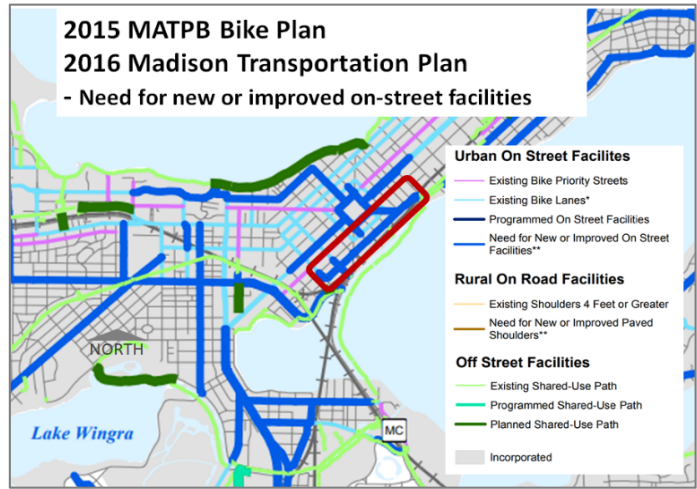 2015 MATPB Bike Plan
2016 Madison Transportation Plan
- Need for new or improved on-street facilities
Urban On Street Facilites
Existing Bike Priority Streets
Existing Bike Lanes*
Programmed On Street Facilities
Need for New or Improved On Street
Facilities**
Rural On Road Facilities
Existing Shoulders 4 Feet or Greater
Need for New or Improved Paved
Shoulders**
Off Street Facilities
Existing Shared-Use Path
Programmed Shared-Use Path
Planned Shared-Use Path
Incorporated
NORTH
Lake Wingra
MC